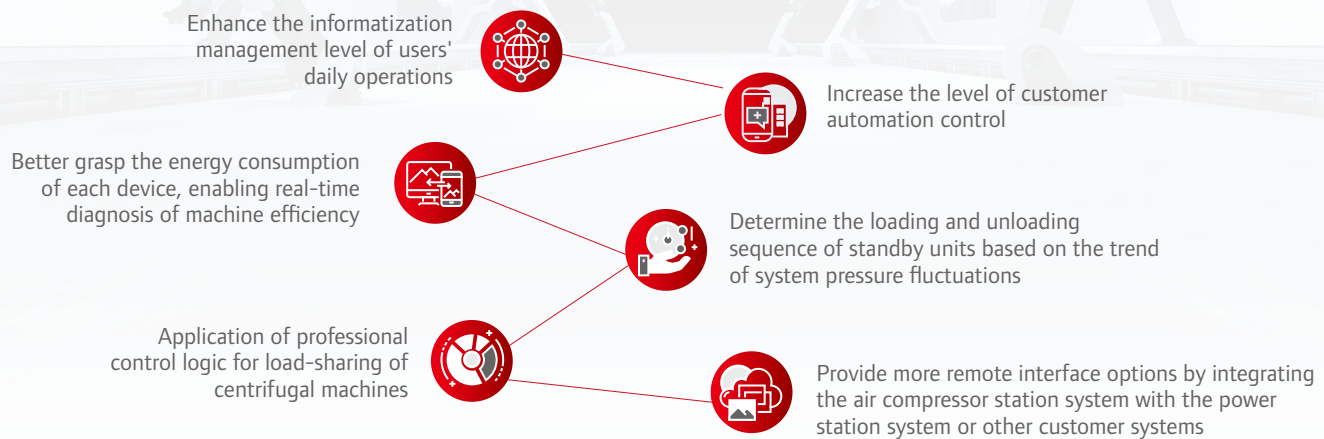 Enhance the informatization
management level of users'
daily operations
Increase the level of customer
automation control
Better grasp the energy consumption
of each device, enabling real-time
diagnosis of machine efficiency
Determine the loading and unloading
sequence of standby units based on the trend
of system pressure fluctuations
Application of professional
control logic for load-sharing of
centrifugal machines
Provide more remote interface options by integrating
the air compressor station system with the power
station system or other customer systems